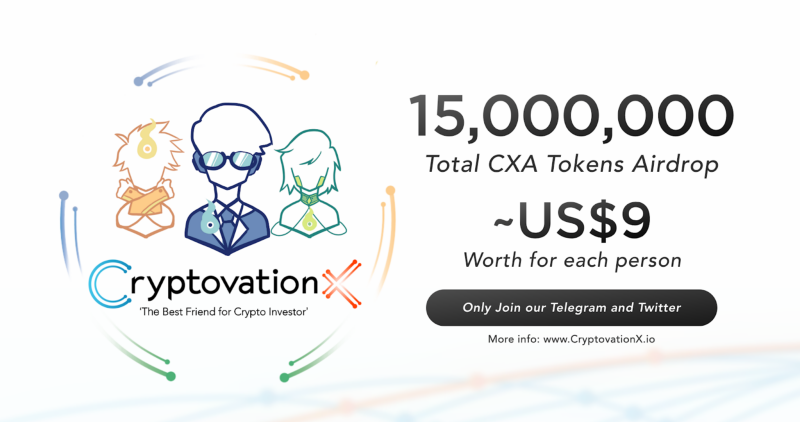 CryptovationX
'The Best Friend for Crypto Investor'
15,000,000
Total CXA Tokens Airdrop
~US$9
Worth for each person
Only Join our Telegram and Twitter
More info: www.CryptovationX.io